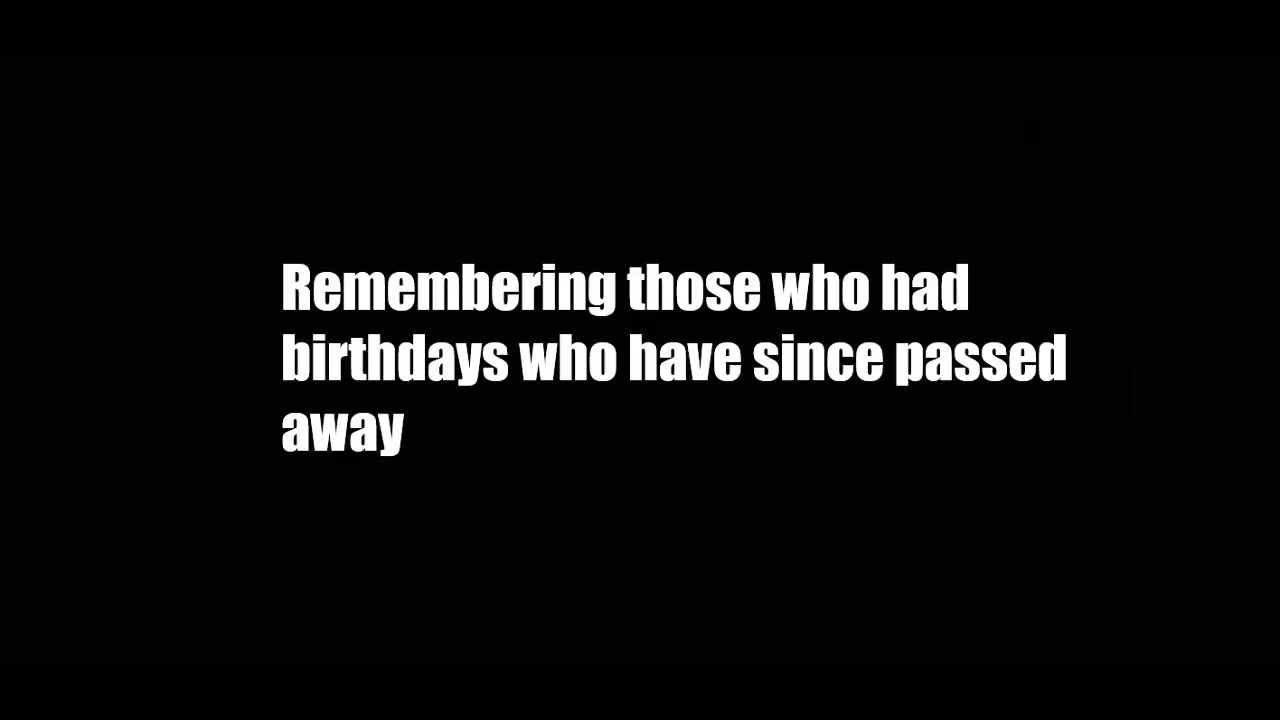 Remembering those who had
birthdays who have since passed
away